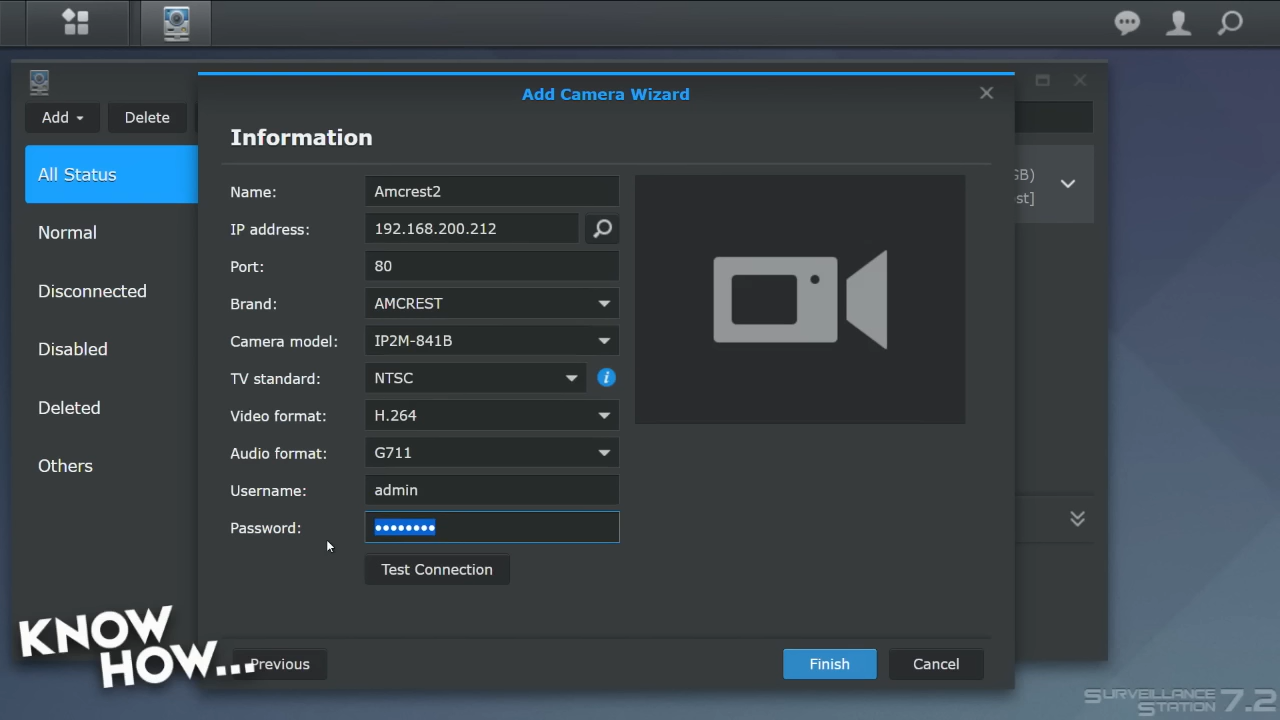 Add Camera Wizard
Add
Delete
Information
All Status
Normal
Disconnected
Disabled
Deleted
Others
Name: Amcrest2
IP address: 192.168.200.212
Port: 80
Brand: AMCREST
Camera model: IP2M-841B
TV standard: NTSC
Video format: H.264
Audio format: G711
Username: admin
Password: ••••••••
Test Connection
GB)
st]
KNOW
HOW...
Previous
Finish
Cancel
SURVEILLANCE
STATION 7.2